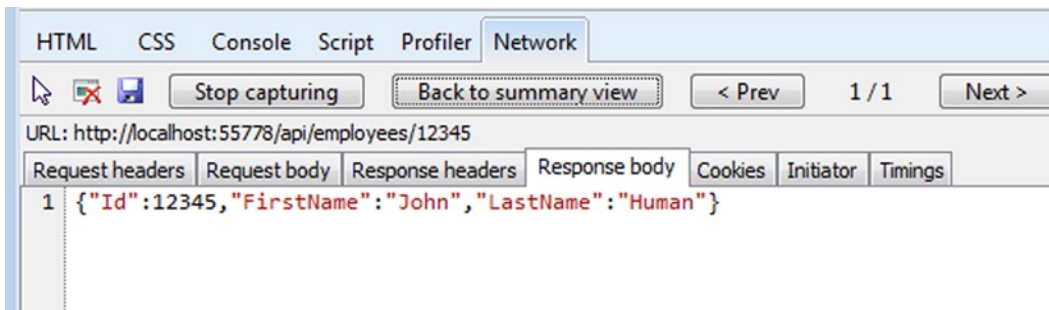 HTML CSS Console Script Profiler Network
Stop capturing Back to summary view < Prev 1 / 1 Next >
URL: http://localhost:55778/api/employees/12345
Request headers Request body Response headers Response body Cookies Initiator Timings
1 {"Id":12345,"FirstName":"John","LastName":"Human"}